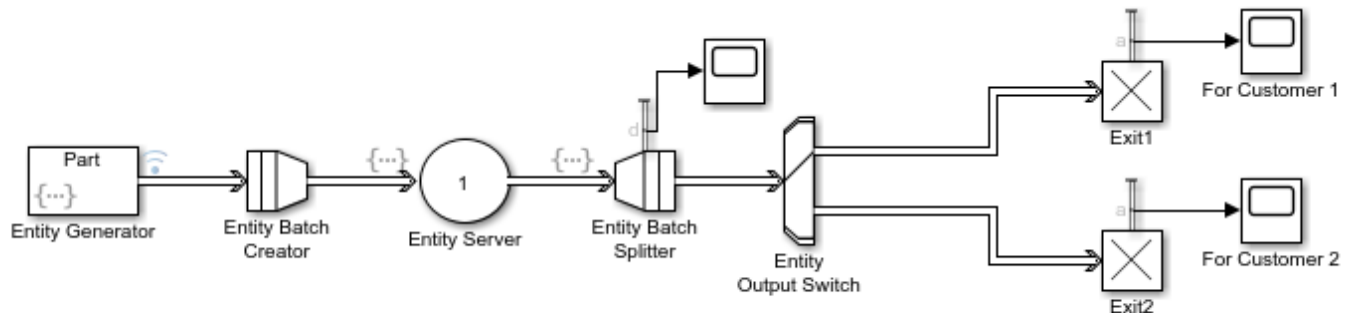 Part
{...}
Entity Generator
Entity Batch
Creator
{...}
1
Entity Server
{...}
d
Entity Batch
Splitter
Entity
Output Switch
a
Exit1
For Customer 1
a
Exit2
For Customer 2